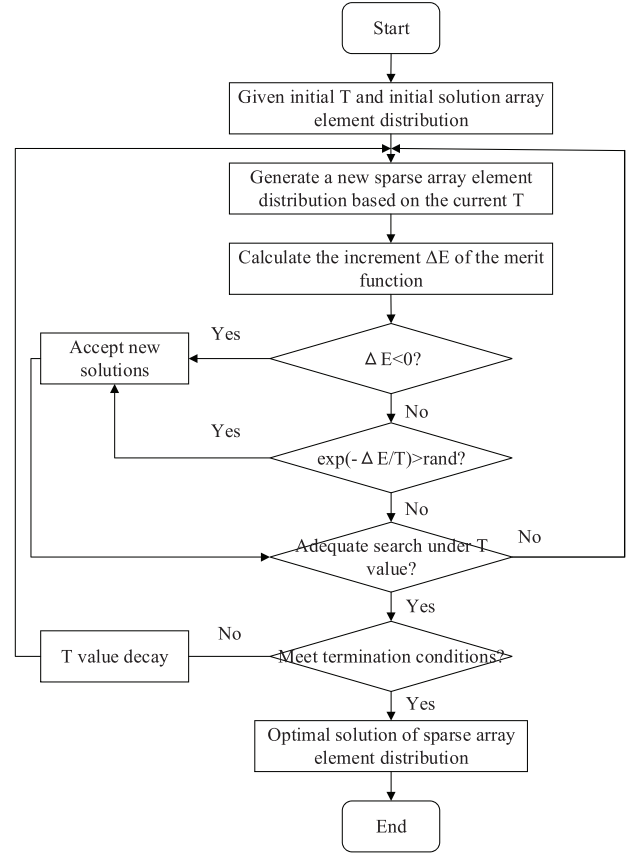 Start
Given initial T and initial solution array
element distribution
Generate a new sparse array element
distribution based on the current T
Calculate the increment ΔE of the merit
function
Yes
Accept new
solutions
ΔE<0?
No
Yes
exp(-ΔE/T)>rand?
No
Adequate search under T
value?
No
Yes
No
T value decay
Meet termination conditions?
Yes
Optimal solution of sparse array
element distribution
End